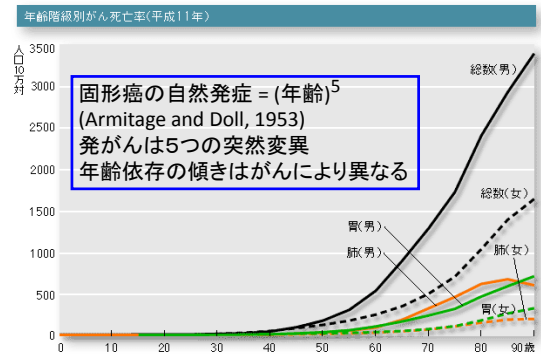 年齢階級別がん死亡率(平成11年)
人口10万対
3500
3000
2500
2000
1500
1000
500
0
固形癌の自然発症 = (年齢)5
(Armitage and Doll, 1953)
発がんは5つの突然変異
年齢依存の傾きはがんにより異なる
総数(男)
総数(女)
胃(男)
肺(男)
肺(女)
胃(女)
0 10 20 30 40 50 60 70 80 90歳